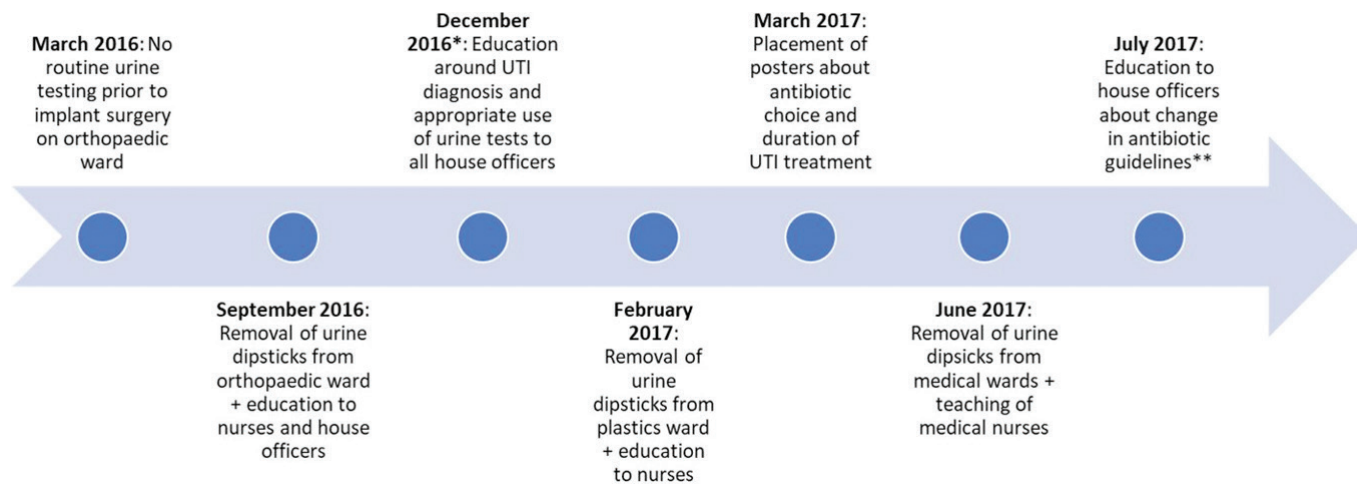 March 2016: No
routine urine
testing prior to
implant surgery
on orthopaedic
ward
September 2016:
Removal of urine
dipsticks from
orthopaedic ward
+ education to
nurses and house
officers
December
2016*: Education
around UTI
diagnosis and
appropriate use
of urine tests to
all house officers
February
2017:
Removal of
urine
dipsticks from
plastics ward
+ education
to nurses
March 2017:
Placement of
posters about
antibiotic
choice and
duration of
UTI treatment
June 2017:
Removal of urine
dipsicks from
medical wards +
teaching of
medical nurses
July 2017:
Education to
house officers
about change
in antibiotic
guidelines**